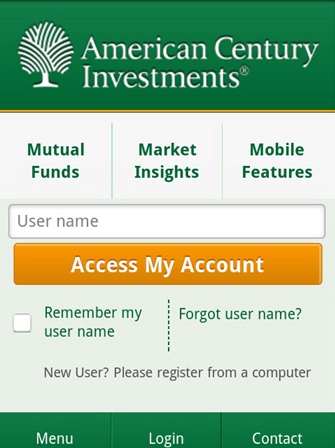 American Century
Investments®
Mutual Funds
Market Insights
Mobile Features
User name
Access My Account
Remember my user name
Forgot user name?
New User? Please register from a computer
Menu
Login
Contact